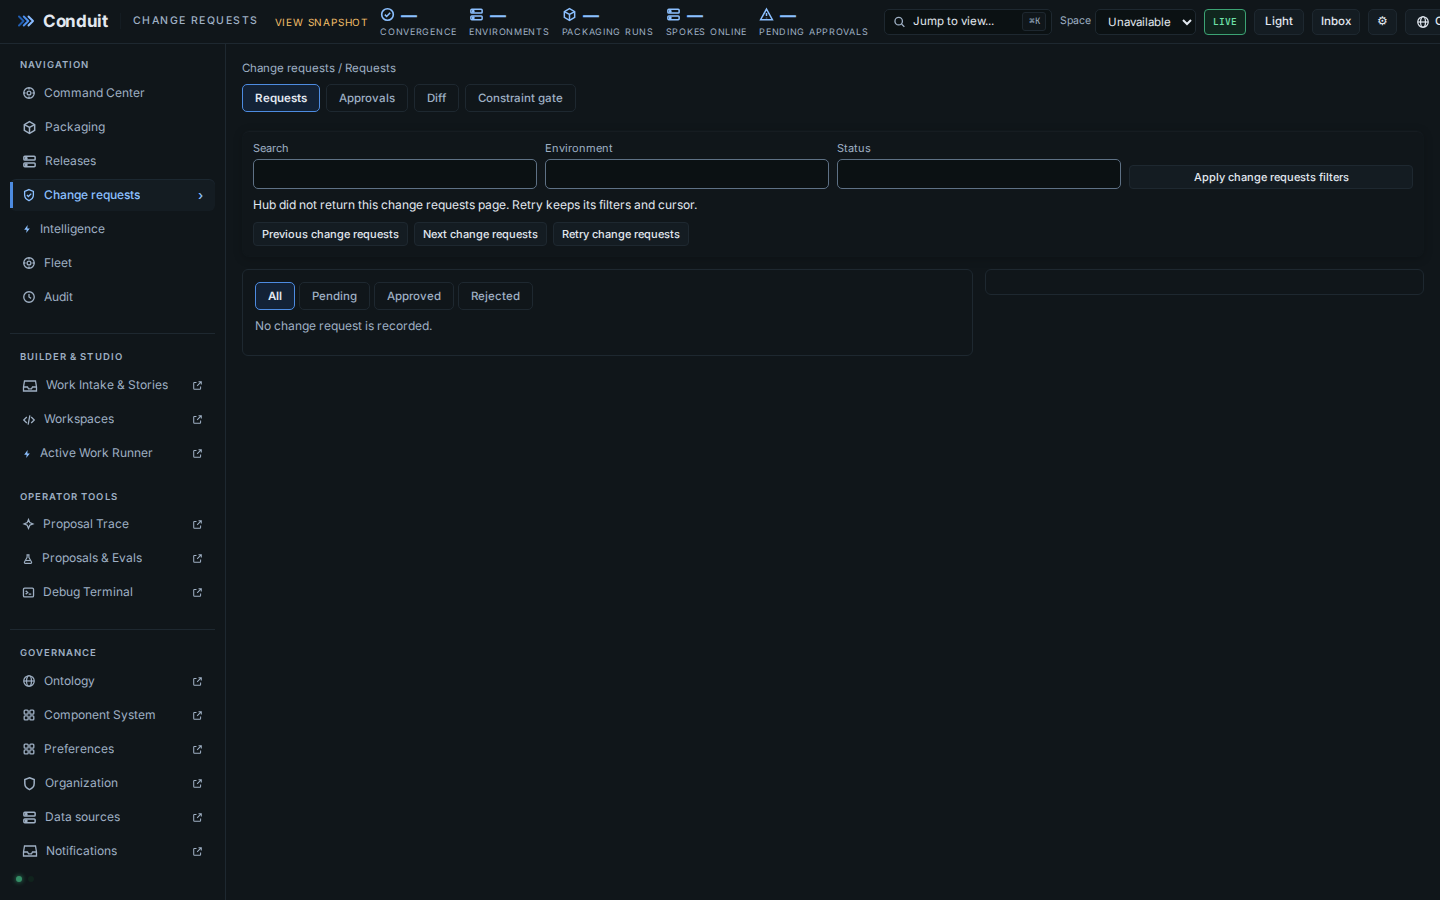 Conduit
CHANGE REQUESTS
VIEW SNAPSHOT
— CONVERGENCE
— ENVIRONMENTS
— PACKAGING RUNS
— SPOKES ONLINE
— PENDING APPROVALS
Jump to view... ⌘K
Space
Unavailable
LIVE
Light
Inbox
NAVIGATION
Command Center
Packaging
Releases
Change requests
Intelligence
Fleet
Audit
BUILDER & STUDIO
Work Intake & Stories
Workspaces
Active Work Runner
OPERATOR TOOLS
Proposal Trace
Proposals & Evals
Debug Terminal
GOVERNANCE
Ontology
Component System
Preferences
Organization
Data sources
Notifications
Change requests / Requests
Requests Approvals Diff Constraint gate
Search Environment Status
Apply change requests filters
Hub did not return this change requests page. Retry keeps its filters and cursor.
Previous change requests Next change requests Retry change requests
All Pending Approved Rejected
No change request is recorded.